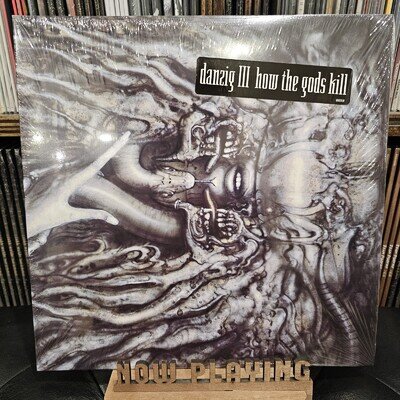 danzig III how the gods kill
NOW PLAYING